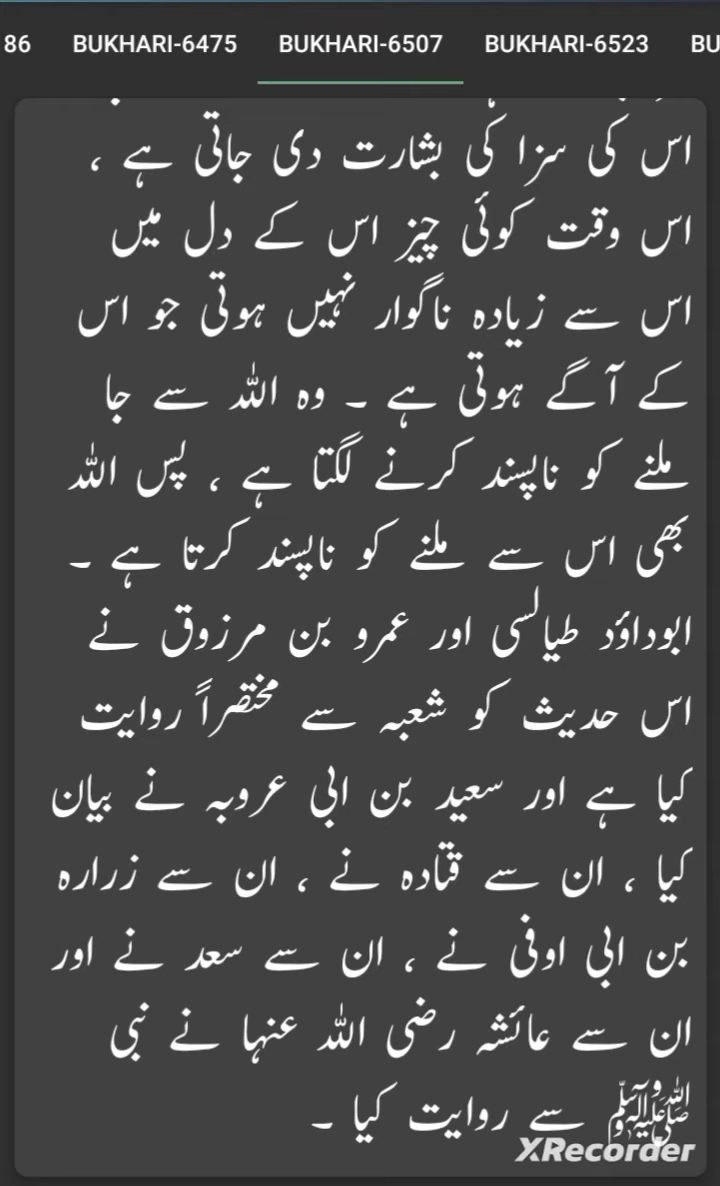 86 BUKHARI-6475 BUKHARI-6507 BUKHARI-6523 BU
اس کی سزا کی بشارت دی جاتی ہے ،
اس وقت کوئی چیز اس کے دل میں
اس سے زیادہ ناگوار نہیں ہوتی جو اس
کے آگے ہوتی ہے ۔ وہ اللہ سے جا
ملنے کو ناپسند کرنے لگتا ہے ، پس اللہ
بھی اس سے ملنے کو ناپسند کرتا ہے ۔
ابوداؤد طیالسی اور عمرو بن مرزوق نے
اس حدیث کو شعبہ سے مختصراً روایت
کیا ہے اور سعید بن ابی عروبہ نے بیان
کیا ، ان سے قتادہ نے ، ان سے زرارہ
بن ابی اوفی نے ، ان سے سعد نے اور
ان سے عائشہ رضی اللہ عنہا نے نبی
ﷺ سے روایت کیا ۔
XRecorder